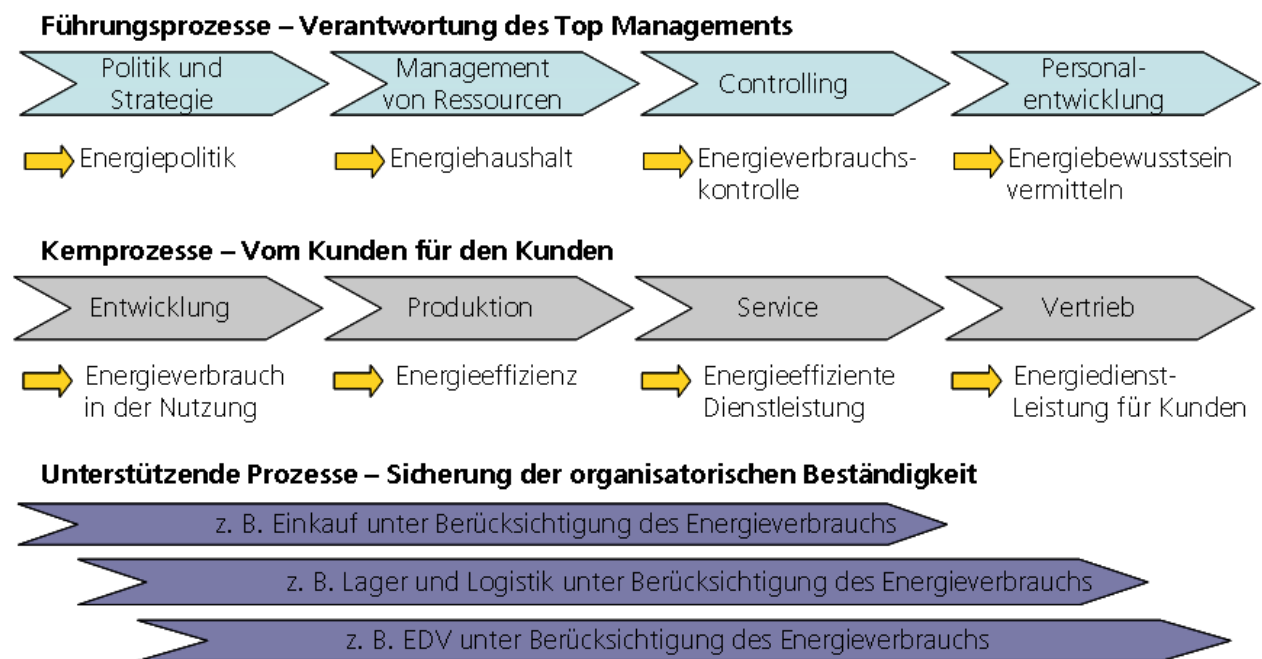 Führungsprozesse – Verantwortung des Top Managements
Politik und
Strategie
Management
von Ressourcen
Controlling
Personal-
entwicklung
Energiepolitik
Energiehaushalt
Energieverbrauchs-
kontrolle
Energiebewusstsein
vermitteln
Kernprozesse – Vom Kunden für den Kunden
Entwicklung
Produktion
Service
Vertrieb
Energieverbrauch
in der Nutzung
Energieeffizienz
Energieeffiziente
Dienstleistung
Energiedienst-
Leistung für Kunden
Unterstützende Prozesse – Sicherung der organisatorischen Beständigkeit
z. B. Einkauf unter Berücksichtigung des Energieverbrauchs
z. B. Lager und Logistik unter Berücksichtigung des Energieverbrauchs
z. B. EDV unter Berücksichtigung des Energieverbrauchs